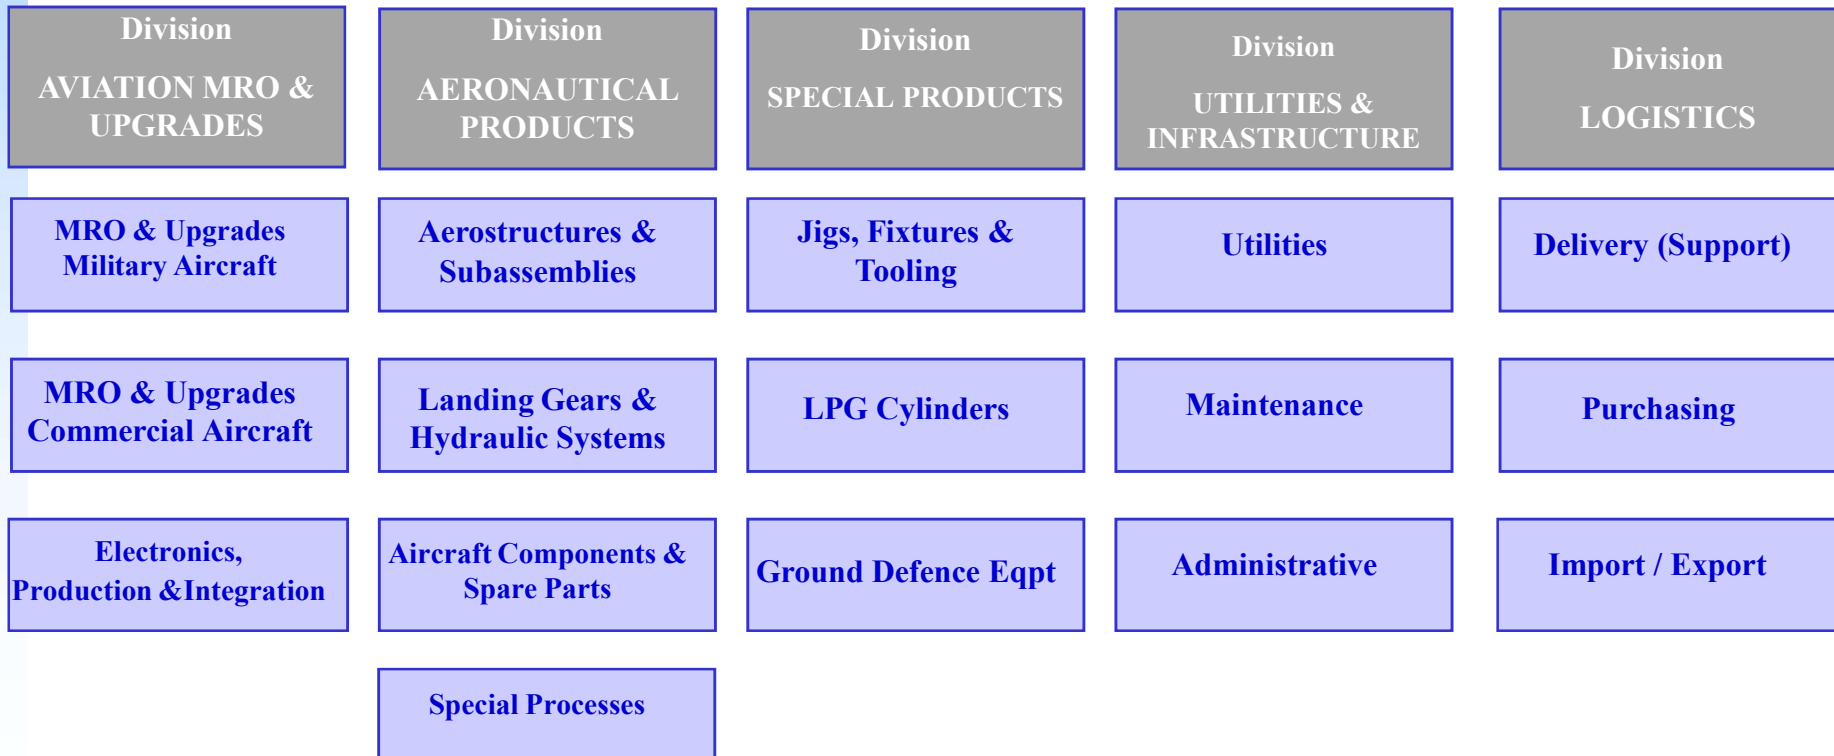 Division
AVIATION MRO &
UPGRADES
Division
AERONAUTICAL
PRODUCTS
Division
SPECIAL PRODUCTS
Division
UTILITIES &
INFRASTRUCTURE
Division
LOGISTICS
MRO & Upgrades
Military Aircraft
Aerostructures &
Subassemblies
Jigs, Fixtures &
Tooling
Utilities
Delivery (Support)
MRO & Upgrades
Commercial Aircraft
Landing Gears &
Hydraulic Systems
LPG Cylinders
Maintenance
Purchasing
Electronics,
Production &Integration
Aircraft Components &
Spare Parts
Ground Defence Eqpt
Administrative
Import / Export
Special Processes